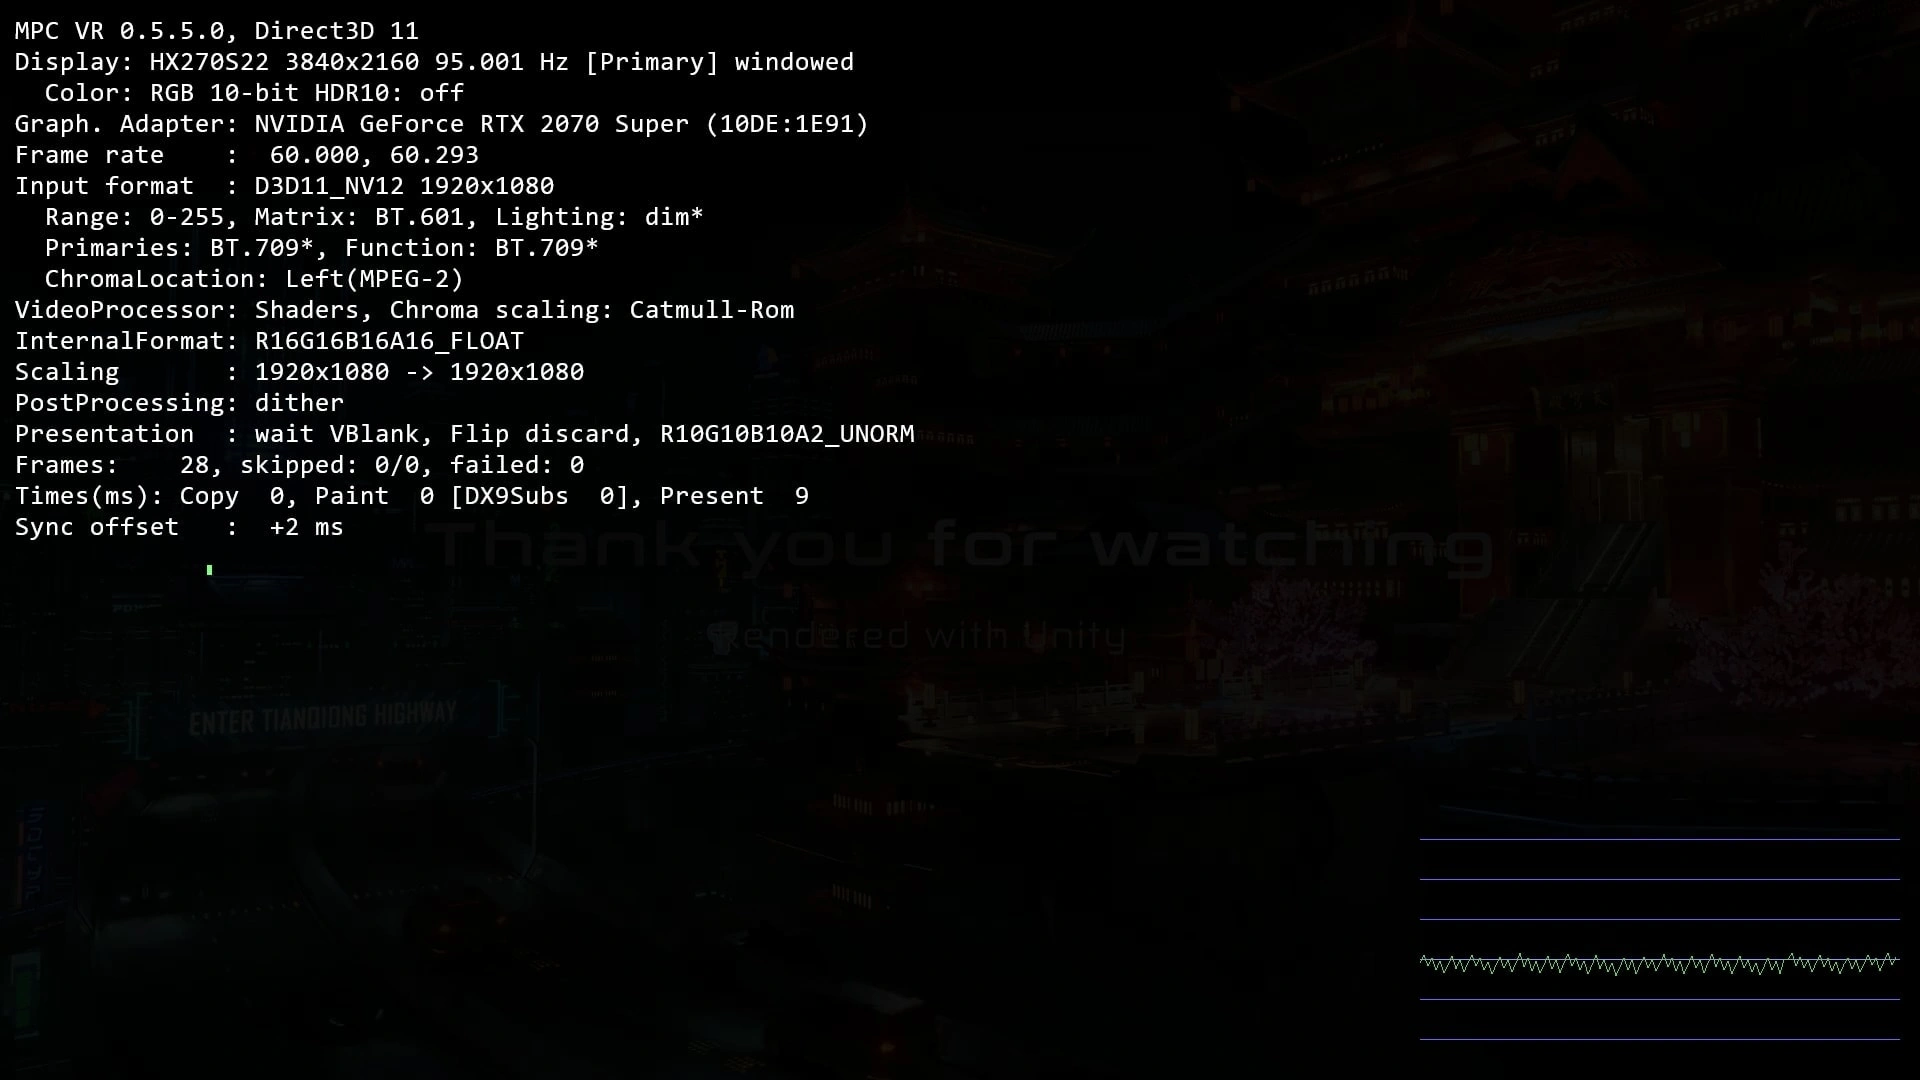 MPC VR 0.5.5.0, Direct3D 11
Display: HX270S22 3840x2160 95.001 Hz [Primary] windowed
Color: RGB 10-bit HDR10: off
Graph. Adapter: NVIDIA GeForce RTX 2070 Super (10DE:1E91)
Frame rate    :  60.000, 60.293
Input format  : D3D11_NV12 1920x1080
Range: 0-255, Matrix: BT.601, Lighting: dim*
Primaries: BT.709*, Function: BT.709*
ChromaLocation: Left(MPEG-2)
VideoProcessor: Shaders, Chroma scaling: Catmull-Rom
InternalFormat: R16G16B16A16_FLOAT
Scaling       : 1920x1080 -> 1920x1080
PostProcessing: dither
Presentation  : wait VBlank, Flip discard, R10G10B10A2_UNORM
Frames:    28, skipped: 0/0, failed: 0
Times(ms): Copy  0, Paint  0 [DX9Subs  0], Present  9
Sync offset   :  +2 ms
Thank you for watching
Rendered with Unity
ENTER TIANQIONG HIGHWAY